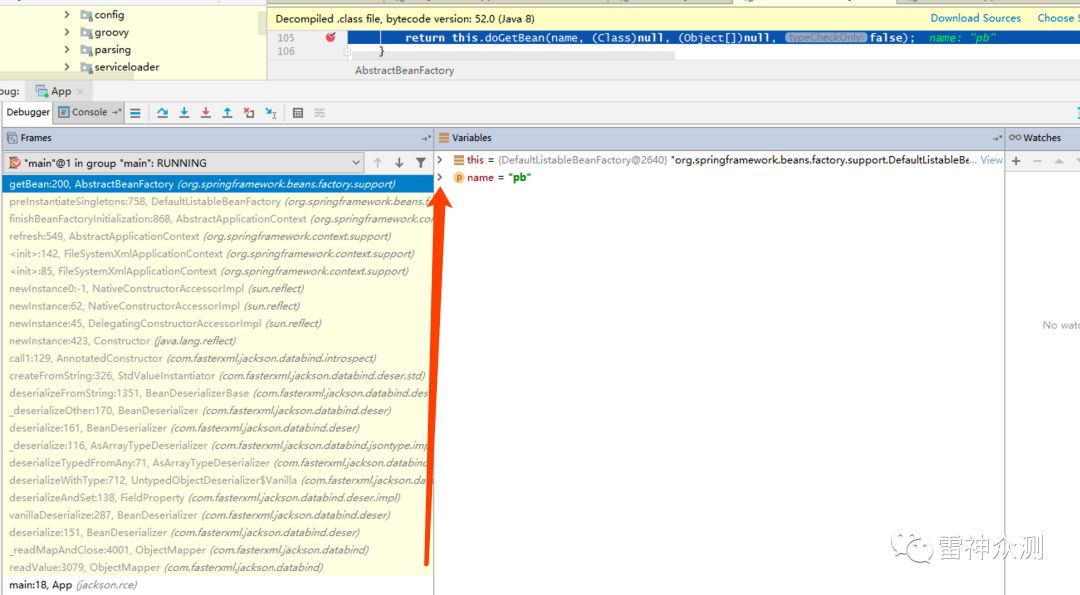 config
groovy
parsing
serviceloader
Decompiled .class file, bytecode version: 52.0 (Java 8)
Download Sources
Choose S
105
return this.doGetBean(name, (Class)null, (Object[])null, typeCheckOnly: false); name: "pb"
106
}
AbstractBeanFactory
bug:
App
Debugger
Console
Frames
Variables
Watches
"main"@1 in group "main": RUNNING
this = {DefaultListableBeanFactory@2640} "org.springframework.beans.factory.support.DefaultListableBe... View
name = "pb"
getBean:200, AbstractBeanFactory (org.springframework.beans.factory.support)
preInstantiateSingletons:758, DefaultListableBeanFactory (org.springframework.beans.f
finishBeanFactoryInitialization:868, AbstractApplicationContext (org.springframework.con
refresh:549, AbstractApplicationContext (org.springframework.context.support)
<init>:142, FileSystemXmlApplicationContext (org.springframework.context.support)
<init>:85, FileSystemXmlApplicationContext (org.springframework.context.support)
newInstance0:-1, NativeConstructorAccessorImpl (sun.reflect)
newInstance:62, NativeConstructorAccessorImpl (sun.reflect)
newInstance:45, DelegatingConstructorAccessorImpl (sun.reflect)
newInstance:423, Constructor (java.lang.reflect)
call1:129, AnnotatedConstructor (com.fasterxml.jackson.databind.introspect)
createFromString:326, StdValueInstantiator (com.fasterxml.jackson.databind.deser.std)
deserializeFromString:1351, BeanDeserializerBase (com.fasterxml.jackson.databind.des
_deserializeOther:170, BeanDeserializer (com.fasterxml.jackson.databind.deser)
deserialize:161, BeanDeserializer (com.fasterxml.jackson.databind.deser)
_deserialize:116, AsArrayTypeDeserializer (com.fasterxml.jackson.databind.jsontype.imp
deserializeTypedFromAny:71, AsArrayTypeDeserializer (com.fasterxml.jackson.databind
deserializeWithType:712, UntypedObjectDeserializer$Vanilla (com.fasterxml.jackson.dat
deserializeAndSet:138, FieldProperty (com.fasterxml.jackson.databind.deser.impl)
vanillaDeserialize:287, BeanDeserializer (com.fasterxml.jackson.databind.deser)
deserialize:151, BeanDeserializer (com.fasterxml.jackson.databind.deser)
_readMapAndClose:4001, ObjectMapper (com.fasterxml.jackson.databind)
readValue:3079, ObjectMapper (com.fasterxml.jackson.databind)
main:18, App (jackson.rce)
No watc
雷神众测